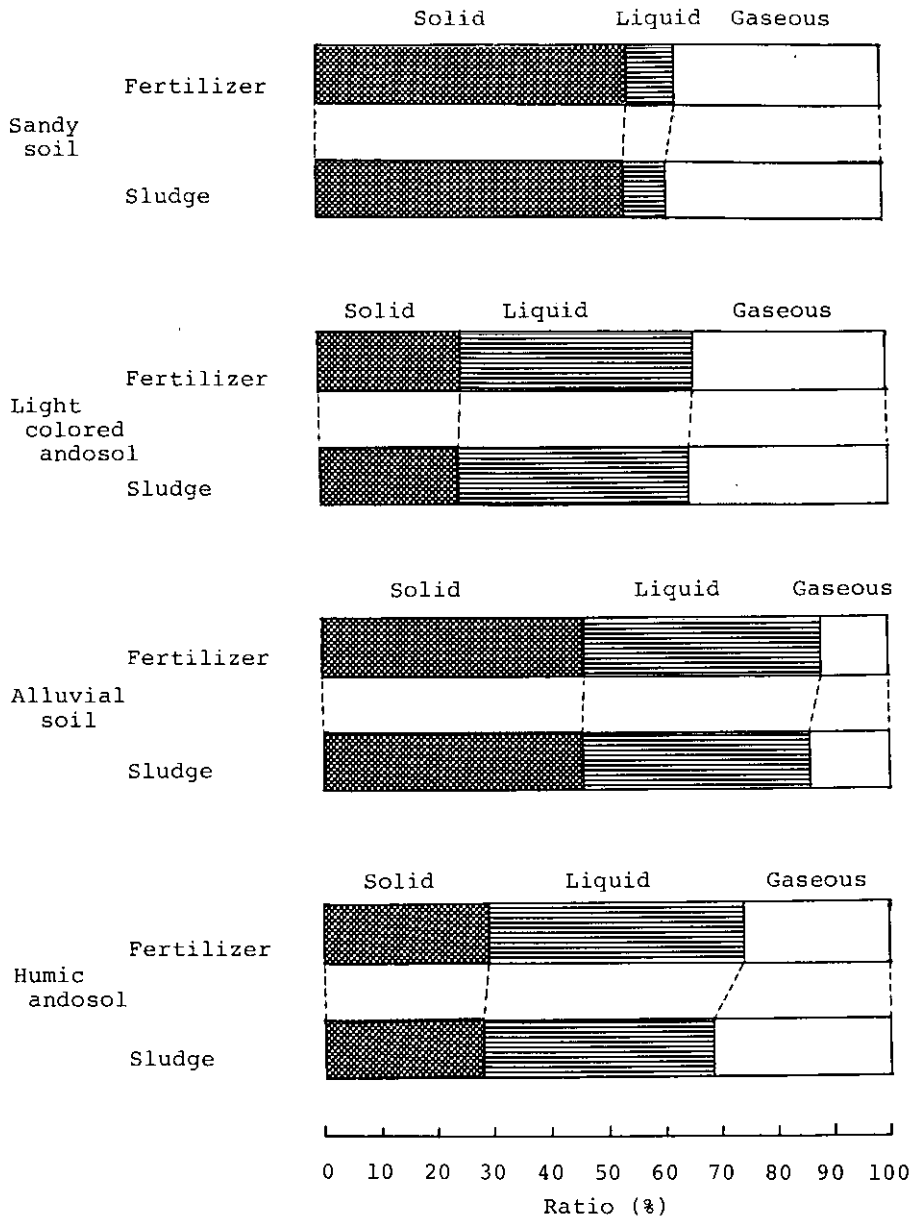 Solid Liquid Gaseous
Fertilizer
Sandy
soil
Sludge
Solid Liquid Gaseous
Fertilizer
Light
colored
andosol
Sludge
Solid Liquid Gaseous
Fertilizer
Alluvial
soil
Sludge
Solid Liquid Gaseous
Fertilizer
Humic
andosol
Sludge
0 10 20 30 40 50 60 70 80 90 100
Ratio (%)